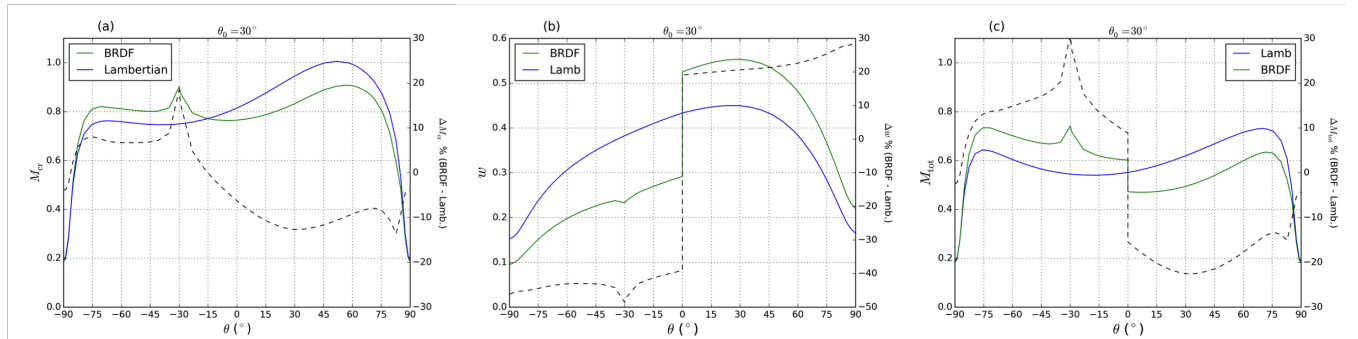 (a)
θ₀ = 30°
BRDF
Lambertian
M_cr
ΔM_cr % (BRDF - Lamb.)
0.0
0.2
0.4
0.6
0.8
1.0
−30
−20
−10
0
10
20
30
−90 −75 −60 −45 −30 −15 0 15 30 45 60 75 90
θ (°)
(b)
θ₀ = 30°
BRDF
Lamb
w
Δw % (BRDF - Lamb.)
0.0
0.1
0.2
0.3
0.4
0.5
0.6
−50
−40
−30
−20
−10
0
10
20
30
−90 −75 −60 −45 −30 −15 0 15 30 45 60 75 90
θ (°)
(c)
θ₀ = 30°
Lamb
BRDF
M_tot
ΔM_tot % (BRDF - Lamb.)
0.0
0.2
0.4
0.6
0.8
1.0
−30
−20
−10
0
10
20
30
−90 −75 −60 −45 −30 −15 0 15 30 45 60 75 90
θ (°)